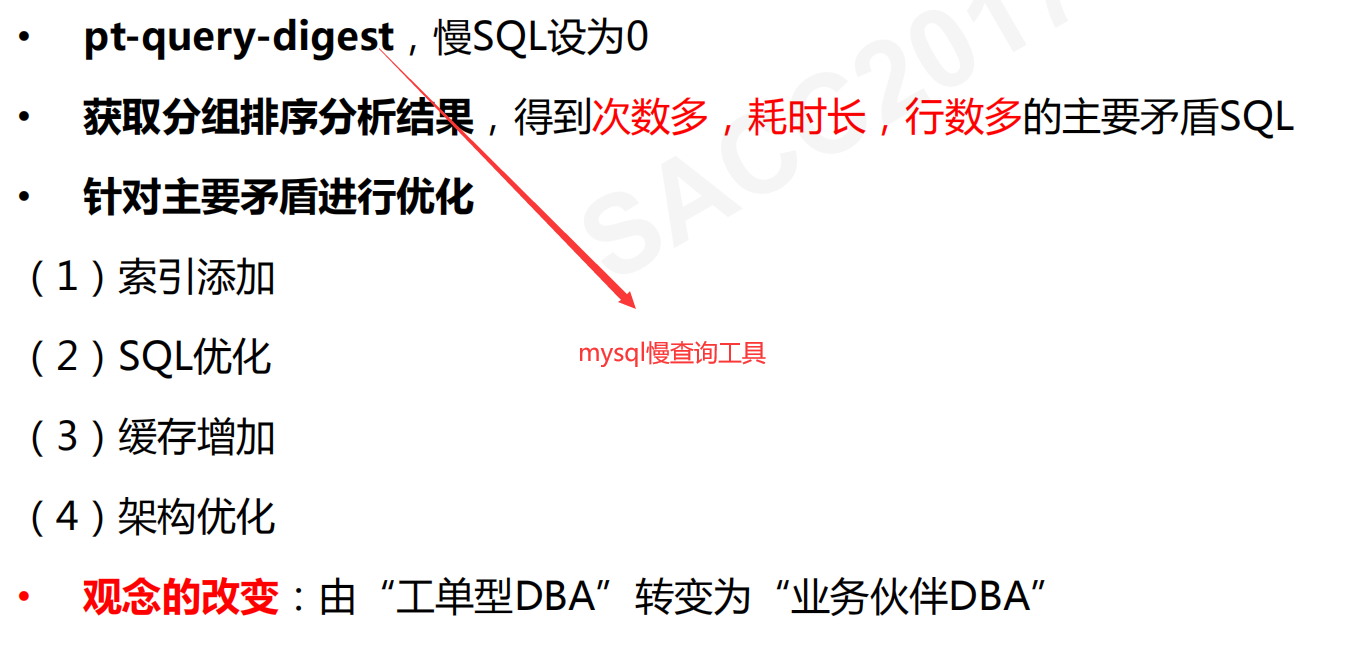 • pt-query-digest，慢SQL设为0
• 获取分组排序分析结果，得到次数多，耗时长，行数多的主要矛盾SQL
• 针对主要矛盾进行优化
（1）索引添加
（2）SQL优化
mysql慢查询工具
（3）缓存增加
（4）架构优化
• 观念的改变：由“工单型DBA”转变为“业务伙伴DBA”
SACC2017